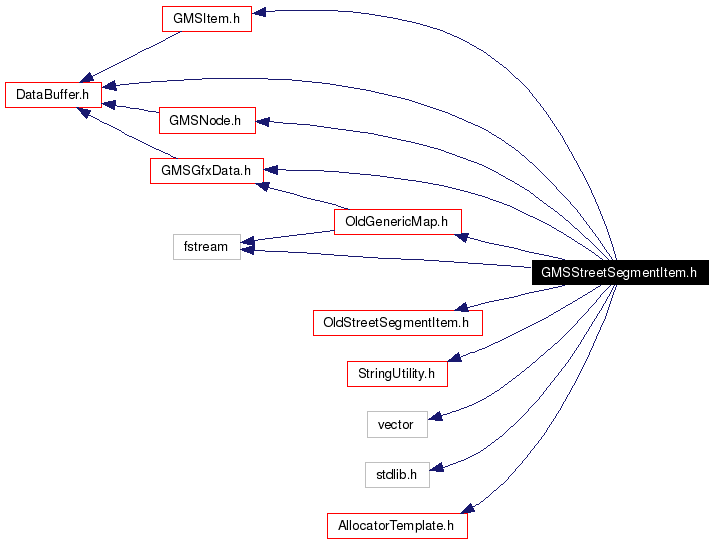 GMSItem.h
DataBuffer.h
GMSNode.h
GMSGfxData.h
OldGenericMap.h
fstream
GMSStreetSegmentItem.h
OldStreetSegmentItem.h
StringUtility.h
vector
stdlib.h
AllocatorTemplate.h